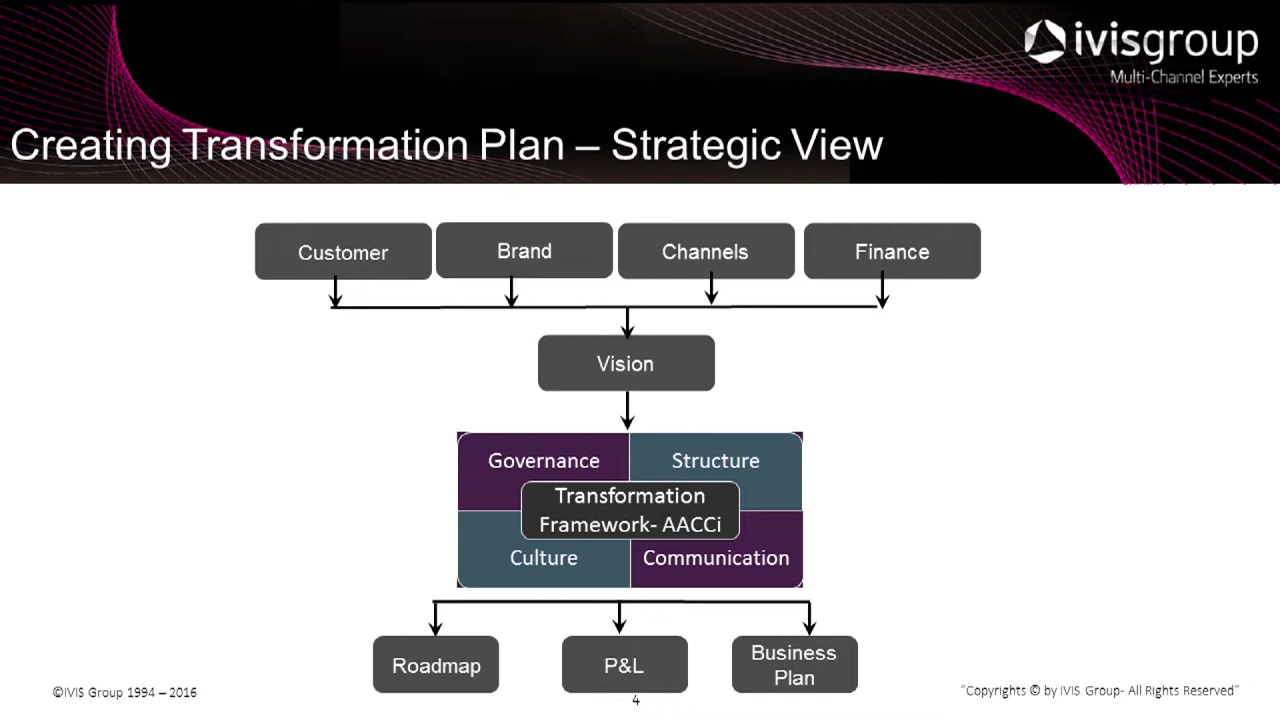 ivisgroup
Multi-Channel Experts
Creating Transformation Plan – Strategic View
Customer
Brand
Channels
Finance
Vision
Governance
Structure
Transformation
Framework- AACCi
Culture
Communication
Roadmap
P&L
Business
Plan
©IVIS Group 1994 – 2016
4
“Copyrights © by IVIS Group- All Rights Reserved”